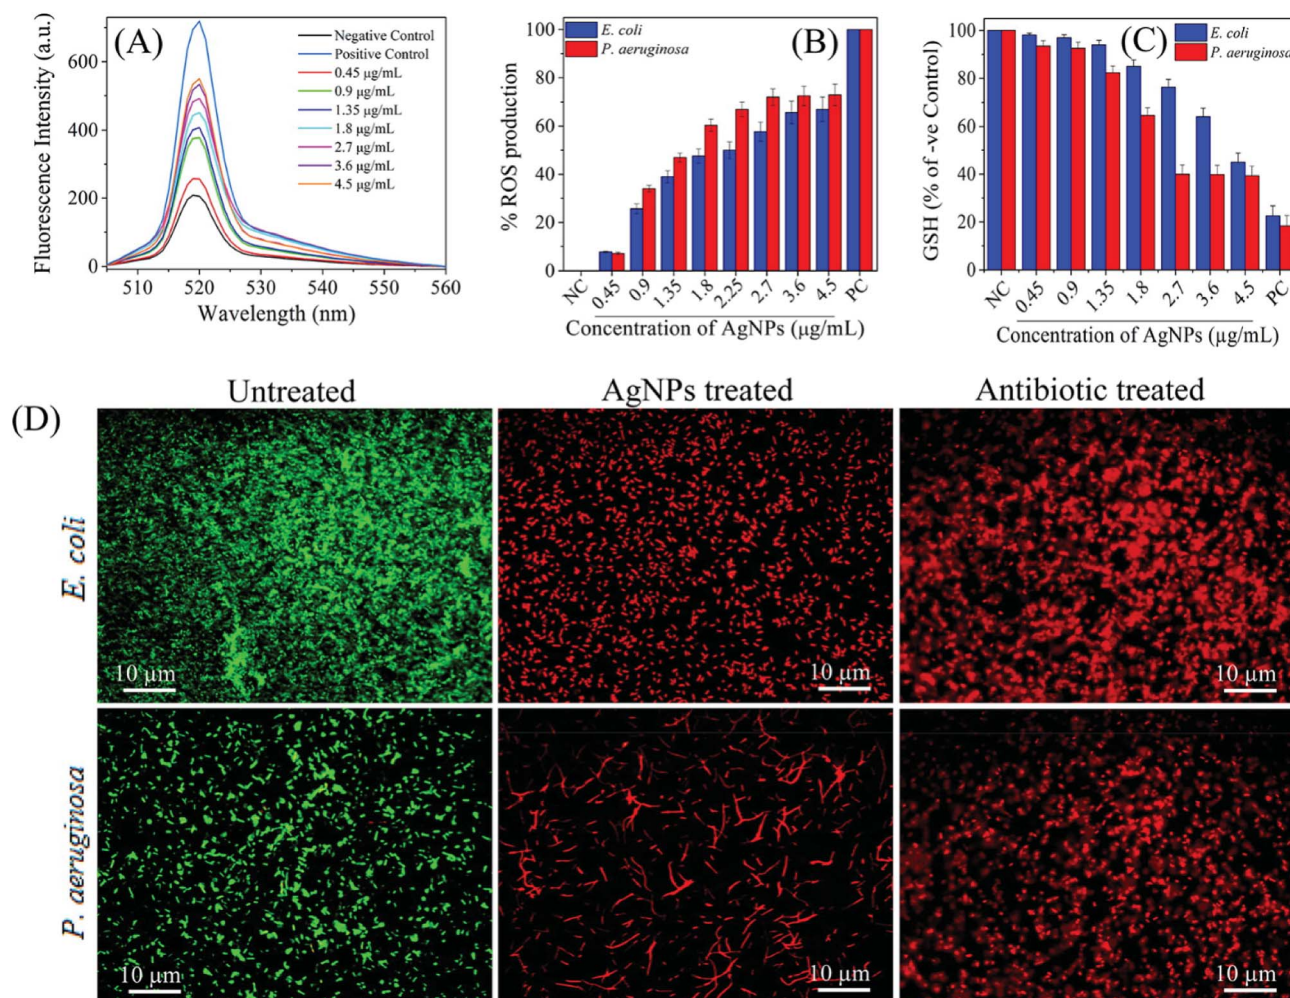 (A)
Fluorescence Intensity (a.u.)
600
400
200
0
510
520
530
540
550
560
Wavelength (nm)
Negative Control
Positive Control
0.45 µg/mL
0.9 µg/mL
1.35 µg/mL
1.8 µg/mL
2.7 µg/mL
3.6 µg/mL
4.5 µg/mL
(B)
% ROS production
100
80
60
40
20
0
E. coli
P. aeruginosa
NC
0.45
0.9
1.35
1.8
2.25
2.7
3.6
4.5
PC
Concentration of AgNPs (µg/mL)
(C)
GSH (% of -ve Control)
100
80
60
40
20
0
E. coli
P. aeruginosa
NC
0.45
0.9
1.35
1.8
2.7
3.6
4.5
PC
Concentration of AgNPs (µg/mL)
(D)
Untreated
AgNPs treated
Antibiotic treated
E. coli
10 µm
10 µm
10 µm
P. aeruginosa
10 µm
10 µm
10 µm